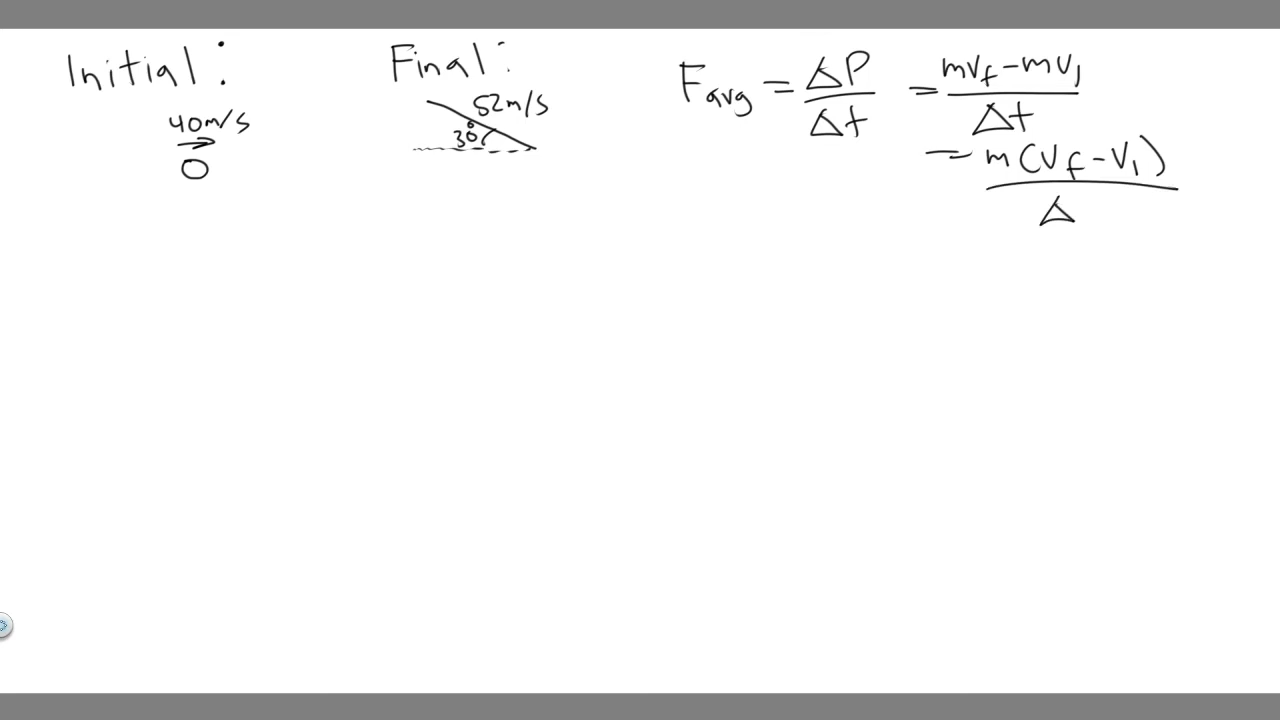 Initial:
40m/s
Final:
52m/s
30°
Favg = ΔP/Δt = mvf - mv1/Δt
= m(vf - v1)/Δ